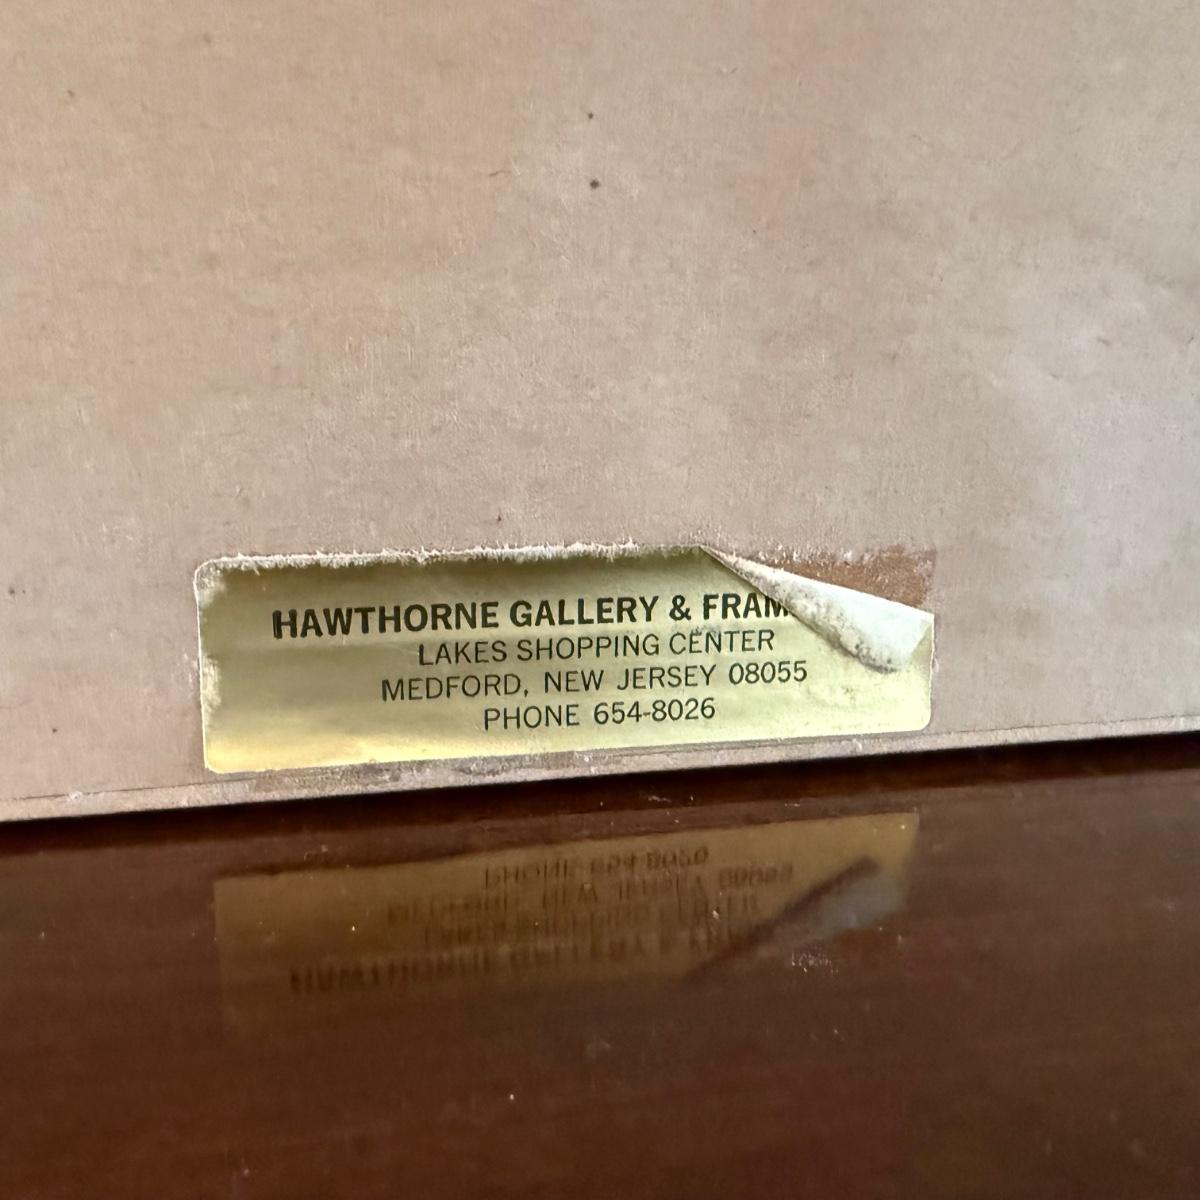 HAWTHORNE GALLERY & FRAM
LAKES SHOPPING CENTER
MEDFORD, NEW JERSEY 08055
PHONE 654-8026